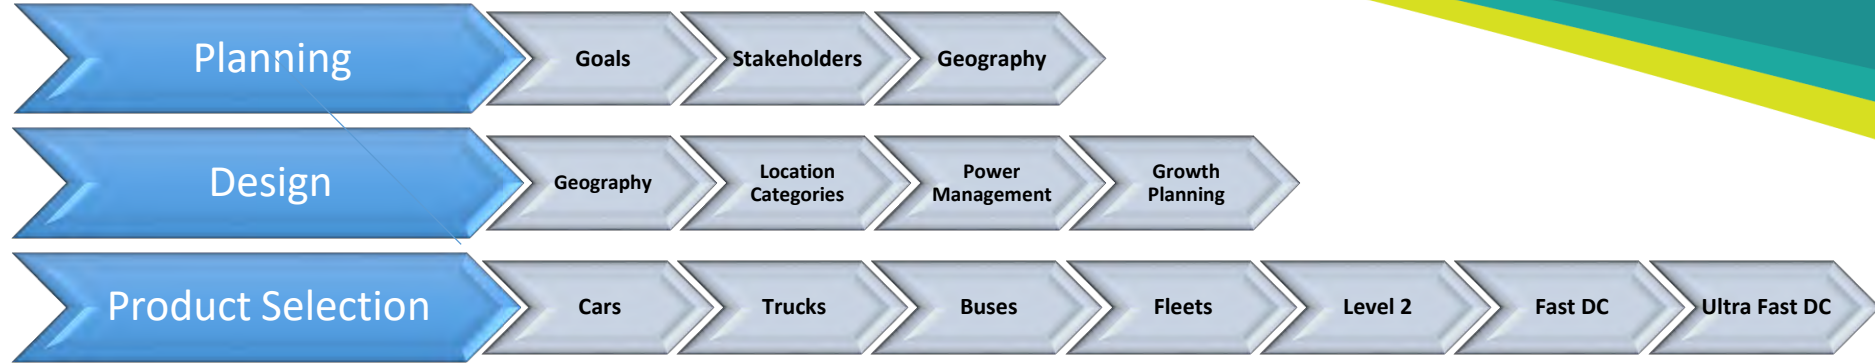 Planning
Goals
Stakeholders
Geography
Design
Geography
Location
Categories
Power
Management
Growth
Planning
Product Selection
Cars
Trucks
Buses
Fleets
Level 2
Fast DC
Ultra Fast DC